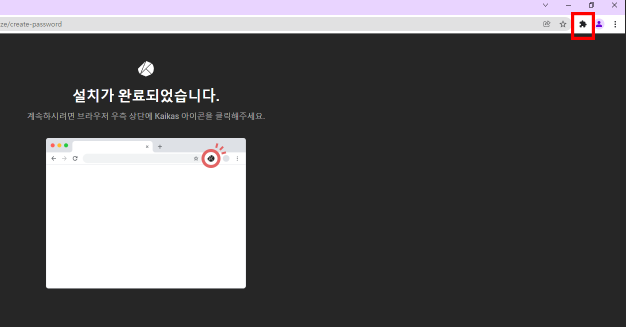 ze/create-password
설치가 완료되었습니다.
계속하시려면 브라우저 우측 상단에 Kaikas 아이콘을 클릭해주세요.